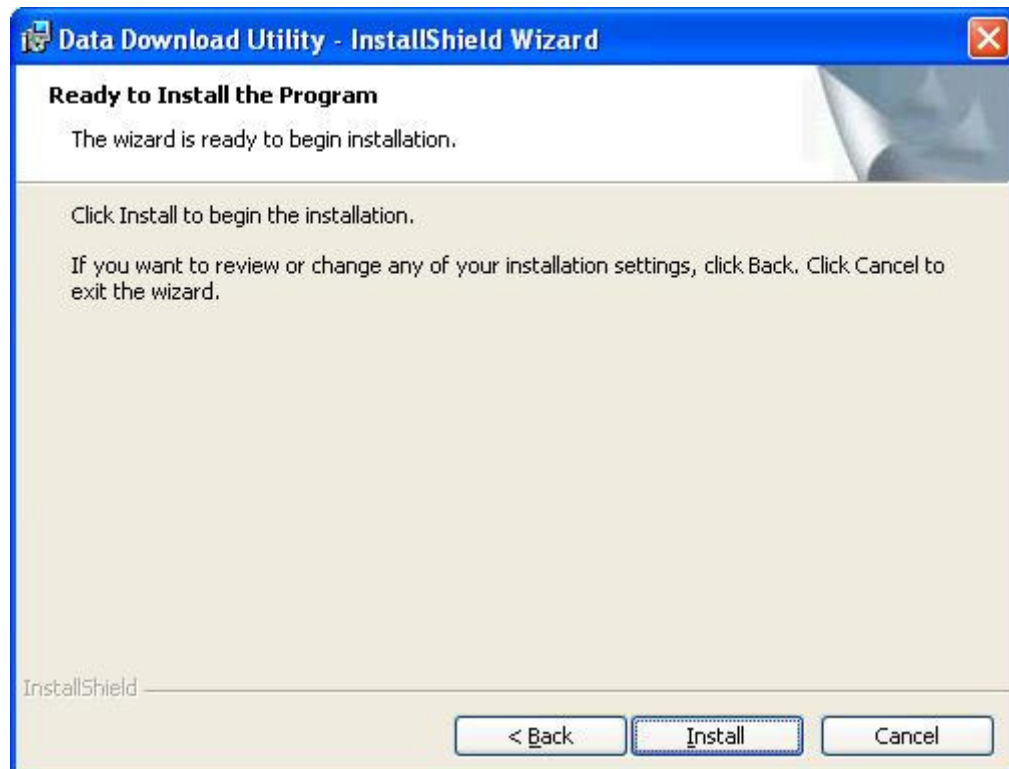 Data Download Utility - InstallShield Wizard
Ready to Install the Program
The wizard is ready to begin installation.
Click Install to begin the installation.
If you want to review or change any of your installation settings, click Back. Click Cancel to
exit the wizard.
InstallShield
< Back
Install
Cancel